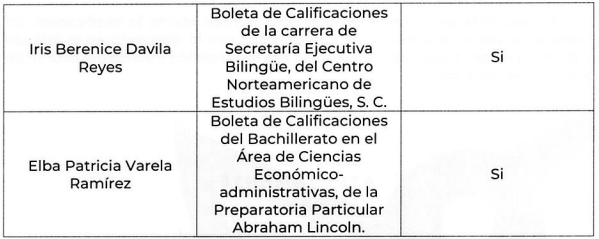 Iris Berenice Davila
Reyes
Boleta de Calificaciones
de la carrera de
Secretaría Ejecutiva
Bilingüe, del Centro
Norteamericano de
Estudios Bilingües, S. C.
Si
Elba Patricia Varela
Ramírez
Boleta de Calificaciones
del Bachillerato en el
Área de Ciencias
Económico-
administrativas, de la
Preparatoria Particular
Abraham Lincoln.
Si